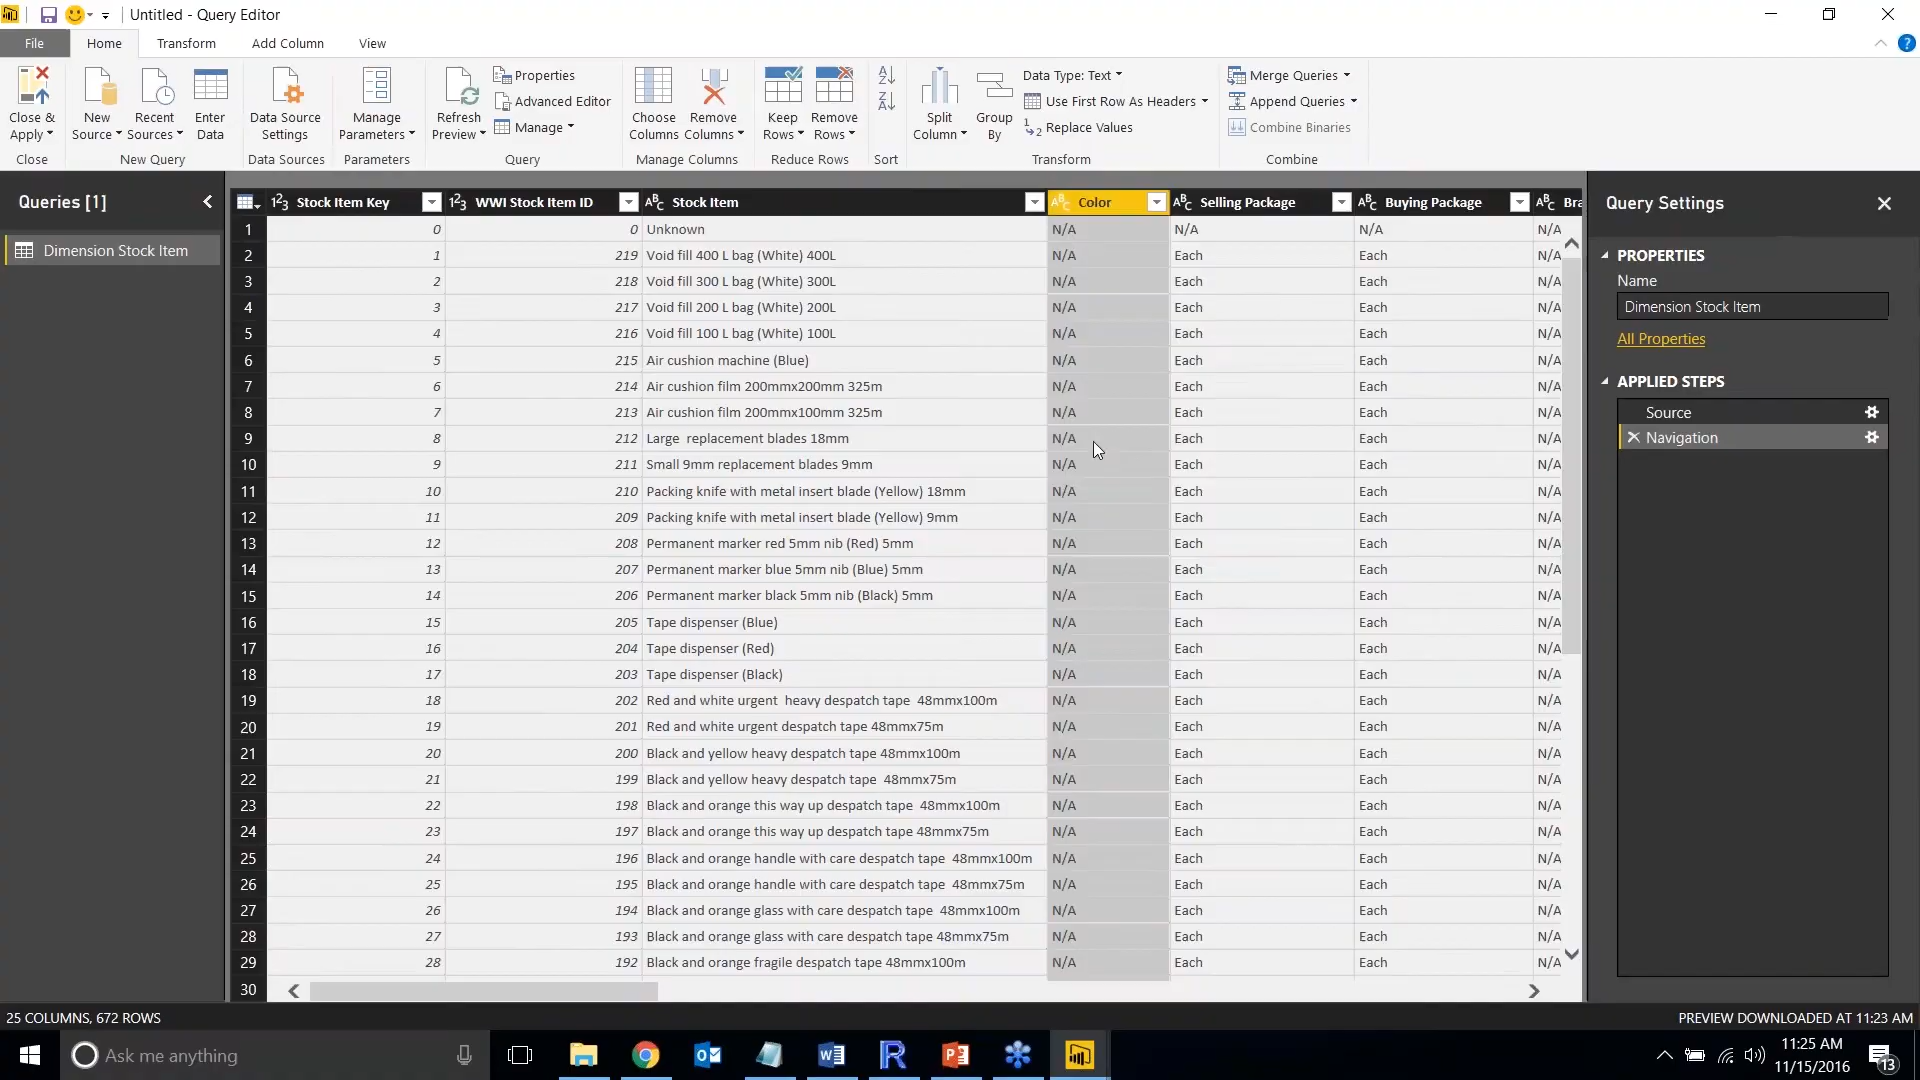 Untitled - Query Editor
File Home Transform Add Column View
Close & Apply
New Source
Recent Sources
Enter Data
Data Source Settings
Manage Parameters
Refresh Preview
Properties
Advanced Editor
Manage
Choose Columns
Remove Columns
Keep Rows
Remove Rows
Split Column
Group By
Data Type: Text
Use First Row As Headers
Replace Values
Merge Queries
Append Queries
Combine Binaries
Close New Query Data Sources Parameters Query Manage Columns Reduce Rows Sort Transform Combine
Queries [1]
Dimension Stock Item
Stock Item Key WWI Stock Item ID Stock Item Color Selling Package Buying Package Bra
1 0 0 Unknown N/A N/A N/A N/A
2 1 219 Void fill 400 L bag (White) 400L N/A Each Each N/A
3 2 218 Void fill 300 L bag (White) 300L N/A Each Each N/A
4 3 217 Void fill 200 L bag (White) 200L N/A Each Each N/A
5 4 216 Void fill 100 L bag (White) 100L N/A Each Each N/A
6 5 215 Air cushion machine (Blue) N/A Each Each N/A
7 6 214 Air cushion film 200mmx200mm 325m N/A Each Each N/A
8 7 213 Air cushion film 200mmx100mm 325m N/A Each Each N/A
9 8 212 Large  replacement blades 18mm N/A Each Each N/A
10 9 211 Small 9mm replacement blades 9mm N/A Each Each N/A
11 10 210 Packing knife with metal insert blade (Yellow) 18mm N/A Each Each N/A
12 11 209 Packing knife with metal insert blade (Yellow) 9mm N/A Each Each N/A
13 12 208 Permanent marker red 5mm nib (Red) 5mm N/A Each Each N/A
14 13 207 Permanent marker blue 5mm nib (Blue) 5mm N/A Each Each N/A
15 14 206 Permanent marker black 5mm nib (Black) 5mm N/A Each Each N/A
16 15 205 Tape dispenser (Blue) N/A Each Each N/A
17 16 204 Tape dispenser (Red) N/A Each Each N/A
18 17 203 Tape dispenser (Black) N/A Each Each N/A
19 18 202 Red and white urgent  heavy despatch tape  48mmx100m N/A Each Each N/A
20 19 201 Red and white urgent despatch tape 48mmx75m N/A Each Each N/A
21 20 200 Black and yellow heavy despatch tape 48mmx100m N/A Each Each N/A
22 21 199 Black and yellow heavy despatch tape  48mmx75m N/A Each Each N/A
23 22 198 Black and orange this way up despatch tape  48mmx100m N/A Each Each N/A
24 23 197 Black and orange this way up despatch tape 48mmx75m N/A Each Each N/A
25 24 196 Black and orange handle with care despatch tape  48mmx100m N/A Each Each N/A
26 25 195 Black and orange handle with care despatch tape  48mmx75m N/A Each Each N/A
27 26 194 Black and orange glass with care despatch tape  48mmx100m N/A Each Each N/A
28 27 193 Black and orange glass with care despatch tape 48mmx75m N/A Each Each N/A
29 28 192 Black and orange fragile despatch tape 48mmx100m N/A Each Each N/A
30
Query Settings
PROPERTIES
Name
Dimension Stock Item
All Properties
APPLIED STEPS
Source
Navigation
25 COLUMNS, 672 ROWS
PREVIEW DOWNLOADED AT 11:23 AM
Ask me anything
11:25 AM
11/15/2016
13